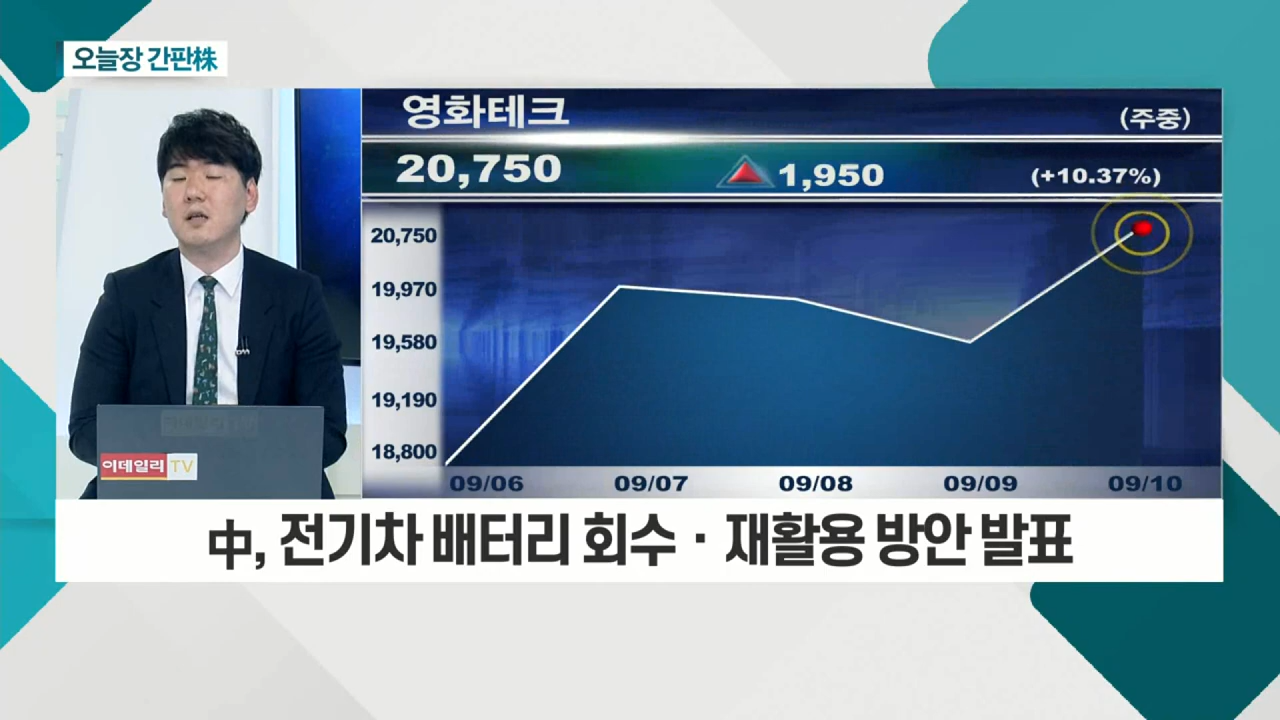 오늘장 간판株
영화테크
(주중)
20,750
1,950
(+10.37%)
20,750
19,970
19,580
19,190
18,800
09/06 09/07 09/08 09/09 09/10
이데일리 TV
中, 전기차 배터리 회수 · 재활용 방안 발표